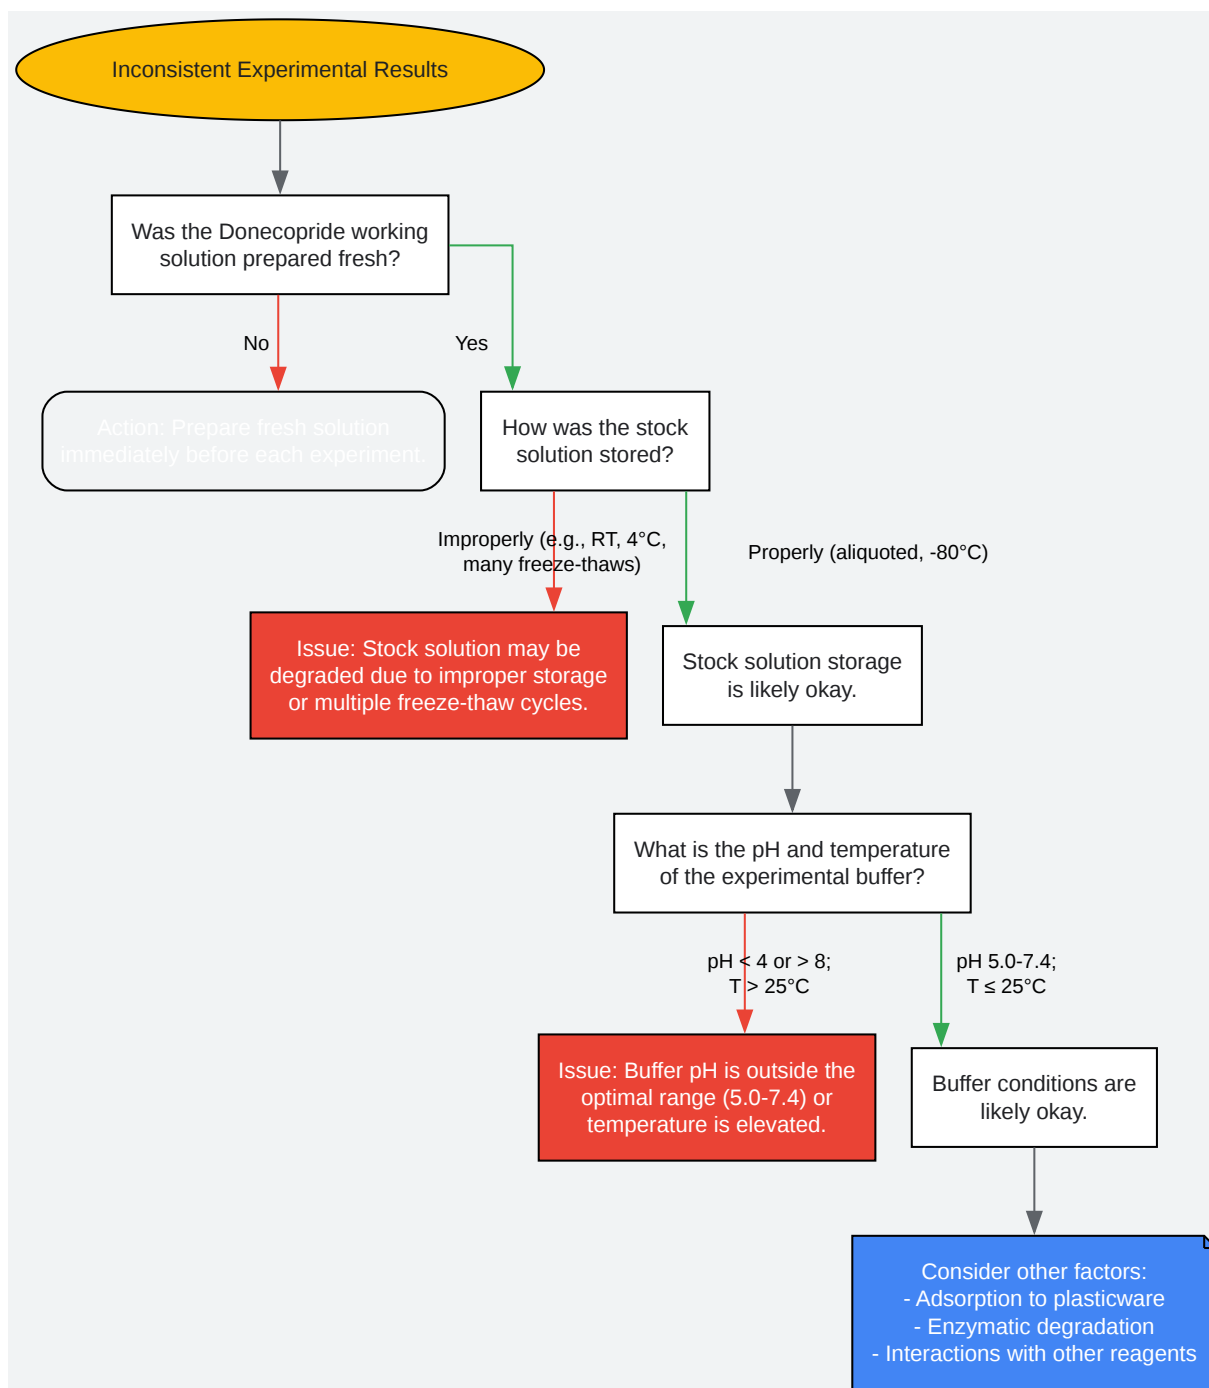 Inconsistent Experimental Results
Was the Donecopride working
solution prepared fresh?
No
Yes
Action: Prepare fresh solution
immediately before each experiment.
How was the stock
solution stored?
Improperly (e.g., RT, 4°C,
many freeze-thaws)
Properly (aliquoted, -80°C)
Issue: Stock solution may be
degraded due to improper storage
or multiple freeze-thaw cycles.
Stock solution storage
is likely okay.
What is the pH and temperature
of the experimental buffer?
pH < 4 or > 8;
T > 25°C
pH 5.0-7.4;
T ≤ 25°C
Issue: Buffer pH is outside the
optimal range (5.0-7.4) or
temperature is elevated.
Buffer conditions are
likely okay.
Consider other factors:
- Adsorption to plasticware
- Enzymatic degradation
- Interactions with other reagents